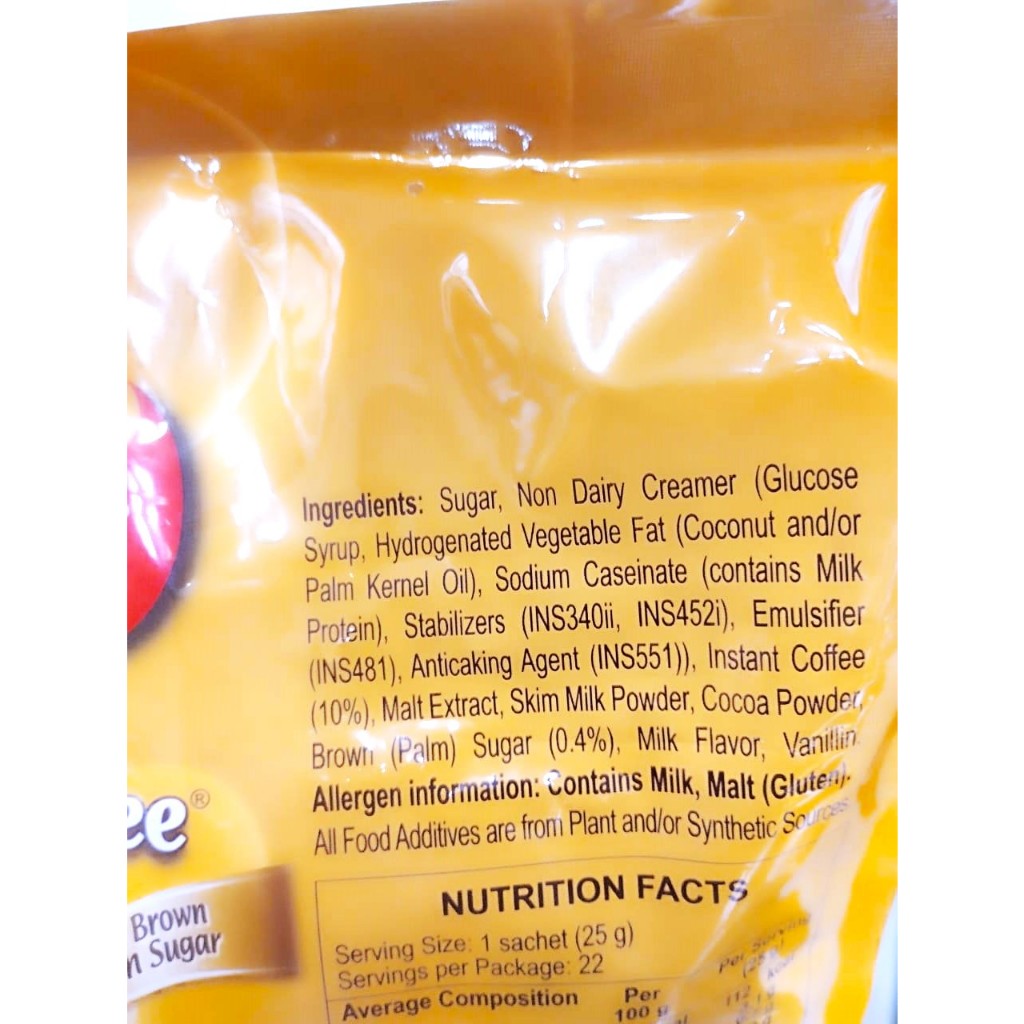 Ingredients: Sugar, Non Dairy Creamer (Glucose
Syrup, Hydrogenated Vegetable Fat (Coconut and/or
Palm Kernel Oil), Sodium Caseinate (contains Milk
Protein), Stabilizers (INS340ii, INS452i), Emulsifier
(INS481), Anticaking Agent (INS551)), Instant Coffee
(10%), Malt Extract, Skim Milk Powder, Cocoa Powder,
Brown (Palm) Sugar (0.4%), Milk Flavor, Vanillin.
Allergen information: Contains Milk, Malt (Gluten).
All Food Additives are from Plant and/or Synthetic Sources.
ee®
Brown
n Sugar
NUTRITION FACTS
Serving Size: 1 sachet (25 g)
Servings per Package: 22
Average Composition Per Per Serving
100 g (25g)